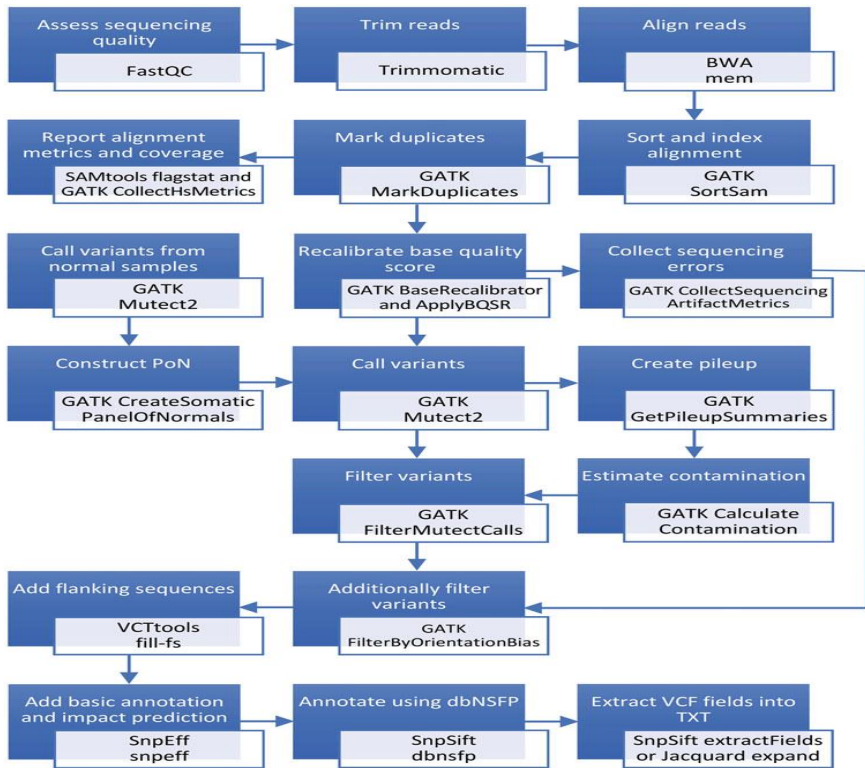 Assess sequencing
quality
FastQC
Trim reads
Trimmomatic
Align reads
BWA
mem
Report alignment
metrics and coverage
SAMtools flagstat and
GATK CollectHsMetrics
Mark duplicates
GATK
MarkDuplicates
Sort and index
alignment
GATK
SortSam
Call variants from
normal samples
GATK
Mutect2
Recalibrate base quality
score
GATK BaseRecalibrator
and ApplyBQSR
Collect sequencing
errors
GATK CollectSequencing
ArtifactMetrics
Construct PoN
GATK CreateSomatic
PanelOfNormals
Call variants
GATK
Mutect2
Create pileup
GATK
GetPileupSummaries
Filter variants
GATK
FilterMutectCalls
Estimate contamination
GATK Calculate
Contamination
Add flanking sequences
VCTtools
fill-fs
Additionally filter
variants
GATK
FilterByOrientationBias
Add basic annotation
and impact prediction
SnpEff
snpeff
Annotate using dbNSFP
SnpSift
dbnsfp
Extract VCF fields into
TXT
SnpSift extractFields
or Jacquard expand